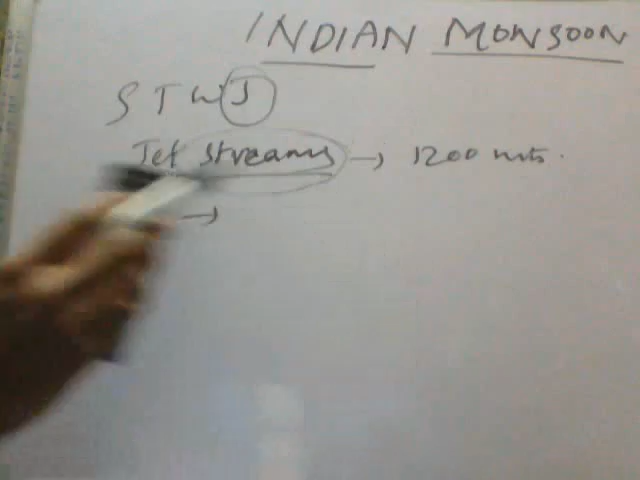 INDIAN MONSOON
STWJ
Jet Streams → 1200 mts.
→